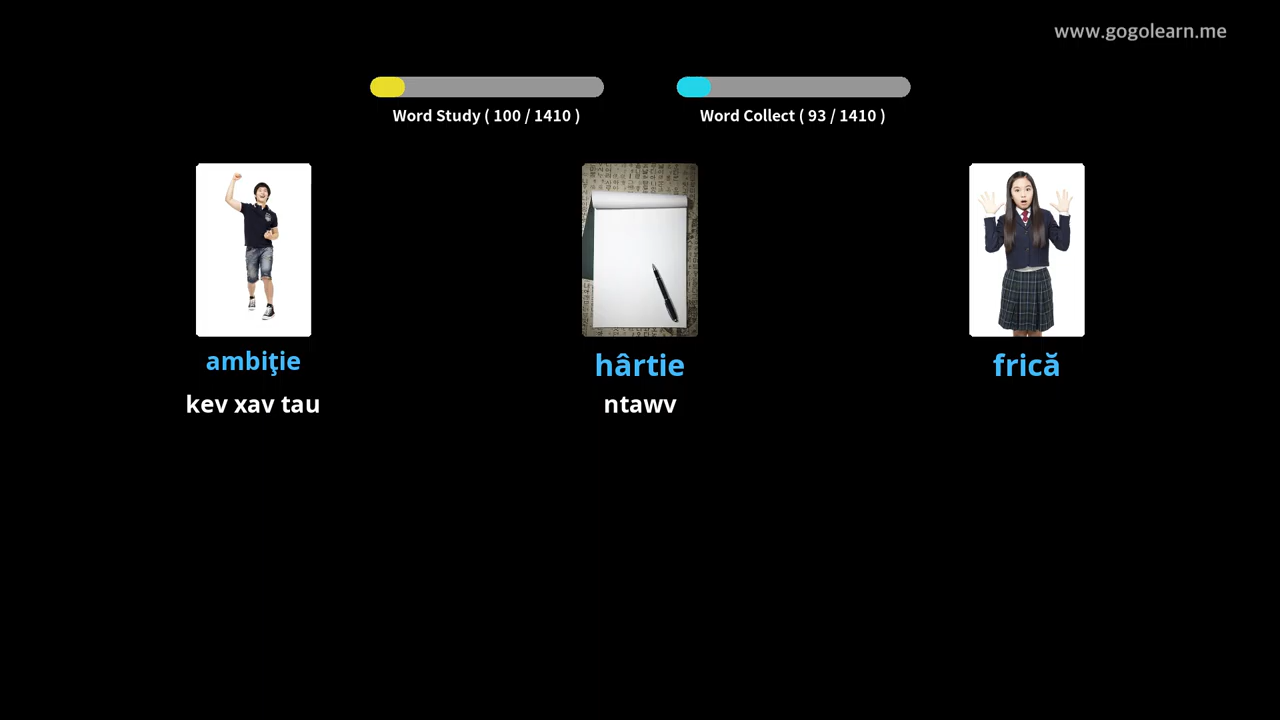 www.gogolearn.me
Word Study ( 100 / 1410 )
Word Collect ( 93 / 1410 )
ambiţie
hârtie
frică
kev xav tau
ntawv